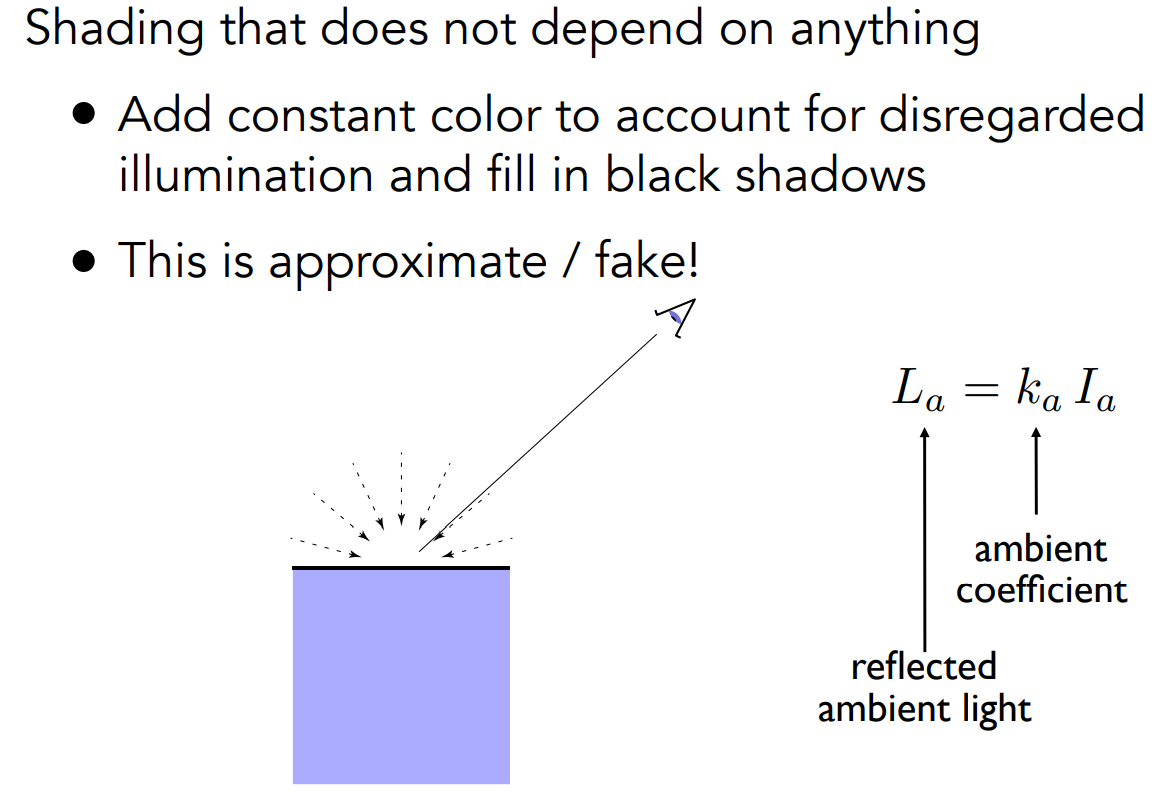 Shading that does not depend on anything
• Add constant color to account for disregarded
illumination and fill in black shadows
• This is approximate / fake!
L_a = k_a I_a
ambient
coefficient
reflected
ambient light